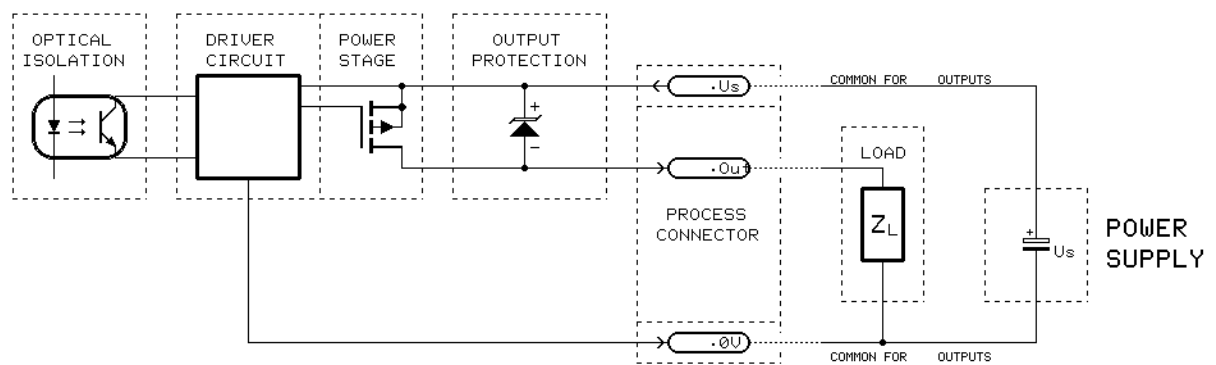 OPTICAL
ISOLATION
DRIVER
CIRCUIT
POWER
STAGE
OUTPUT
PROTECTION
+
−
.Us
COMMON FOR OUTPUTS
.Out
LOAD
ZL
PROCESS
CONNECTOR
+
Us
POWER
SUPPLY
.0V
COMMON FOR OUTPUTS